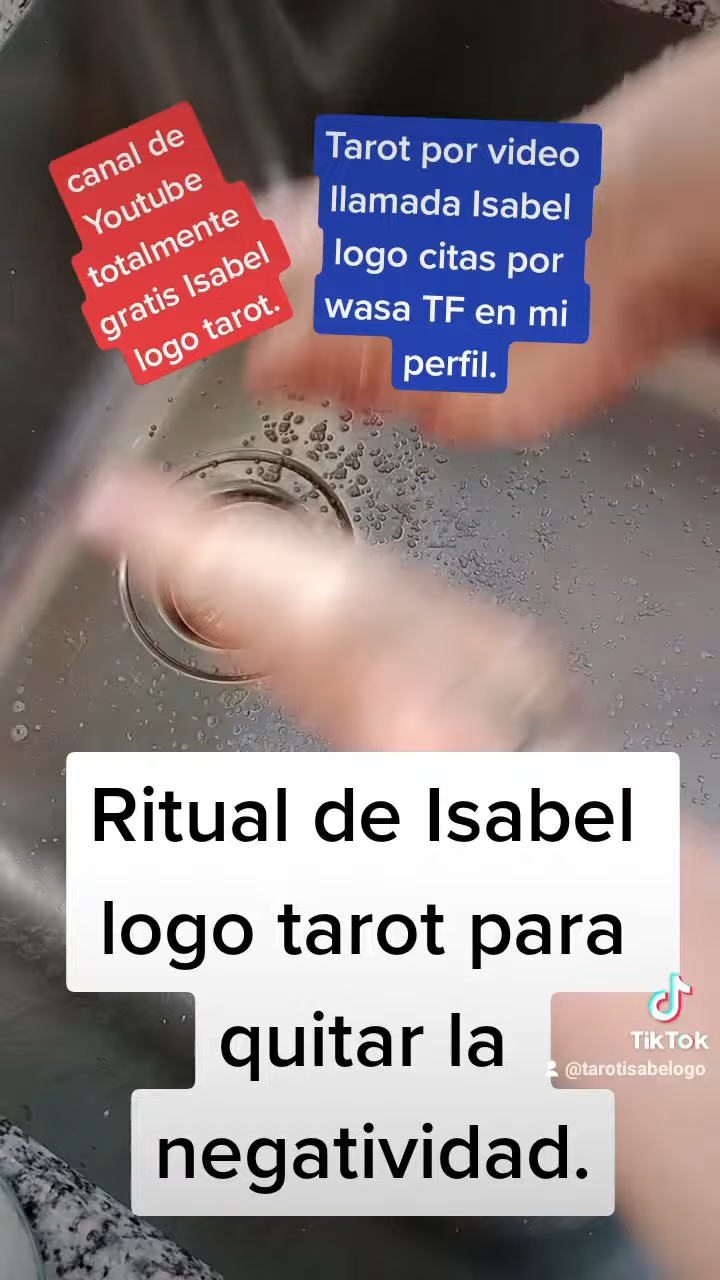 canal de
Youtube
totalmente
gratis Isabel
logo tarot.
Tarot por video
llamada Isabel
logo citas por
wasa TF en mi
perfil.
Ritual de Isabel
logo tarot para
quitar la
negatividad.
TikTok
@tarotisabelogo